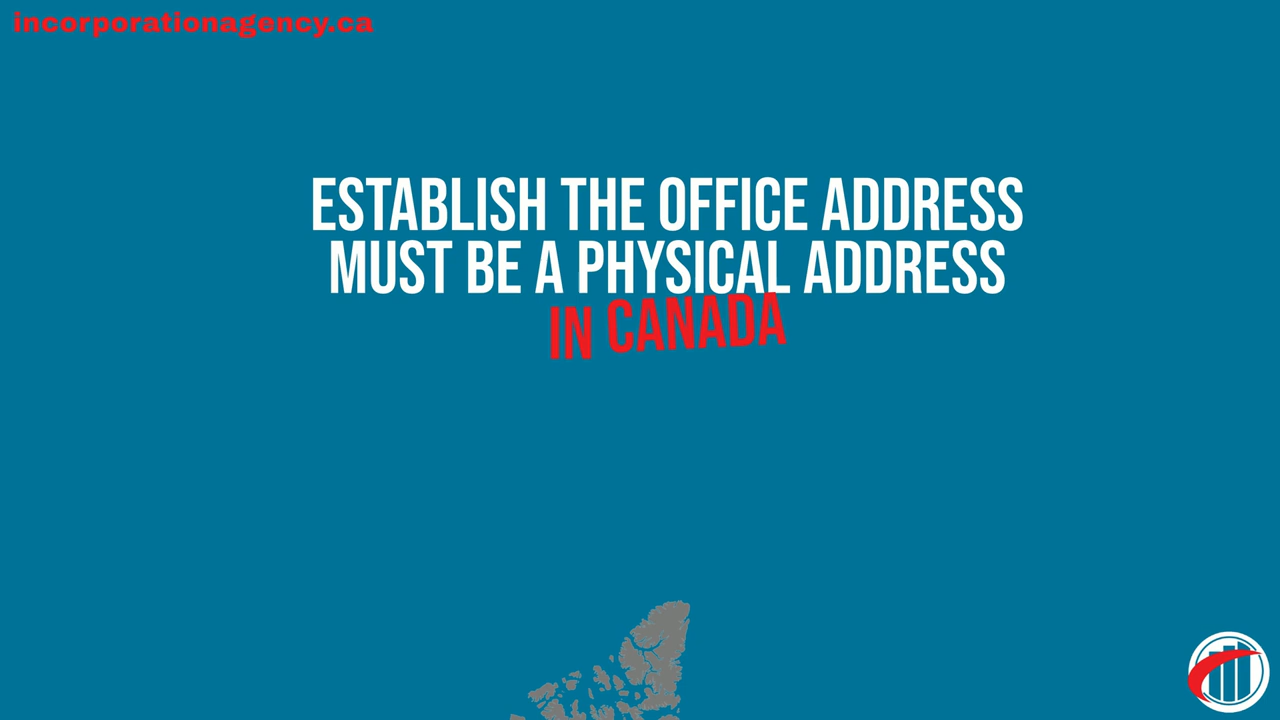 incorporationagency.ca
ESTABLISH THE OFFICE ADDRESS
MUST BE A PHYSICAL ADDRESS
IN CANADA